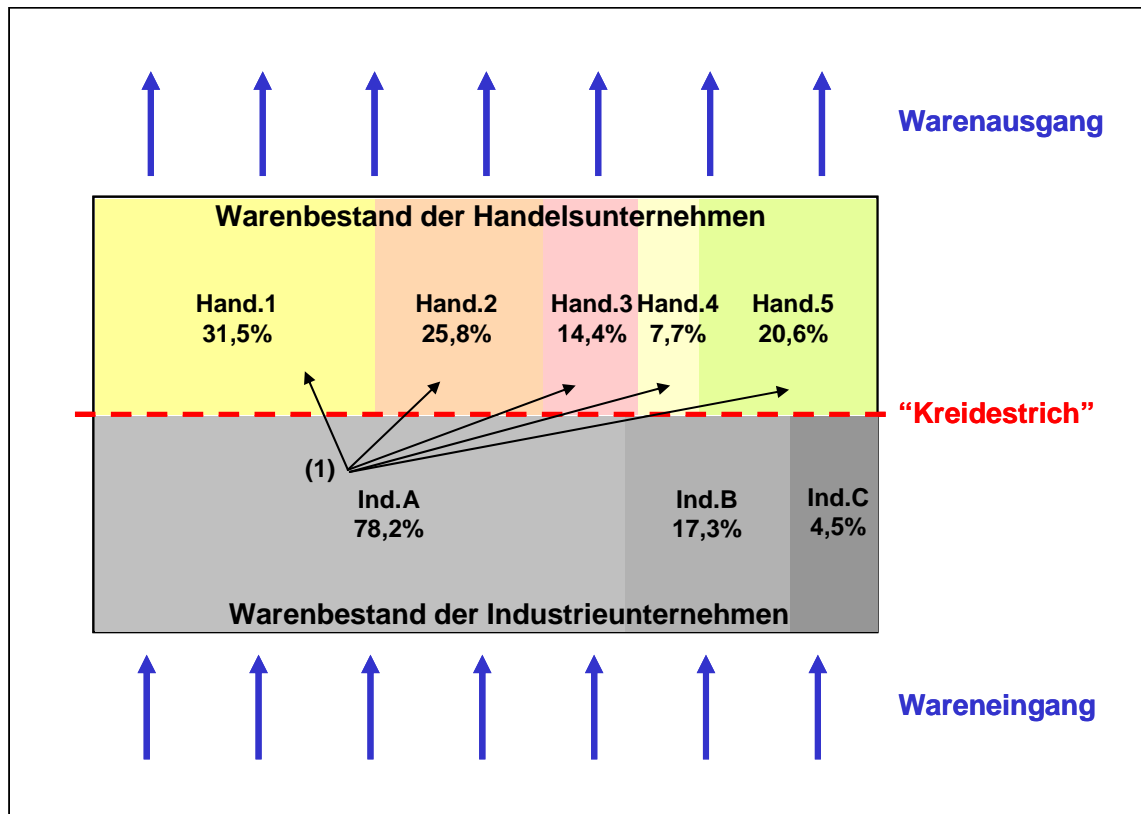 Warenausgang
Warenbestand der Handelsunternehmen
Hand.1
31,5%
Hand.2
25,8%
Hand.3
14,4%
Hand.4
7,7%
Hand.5
20,6%
“Kreidestrich”
(1)
Ind.A
78,2%
Ind.B
17,3%
Ind.C
4,5%
Warenbestand der Industrieunternehmen
Wareneingang